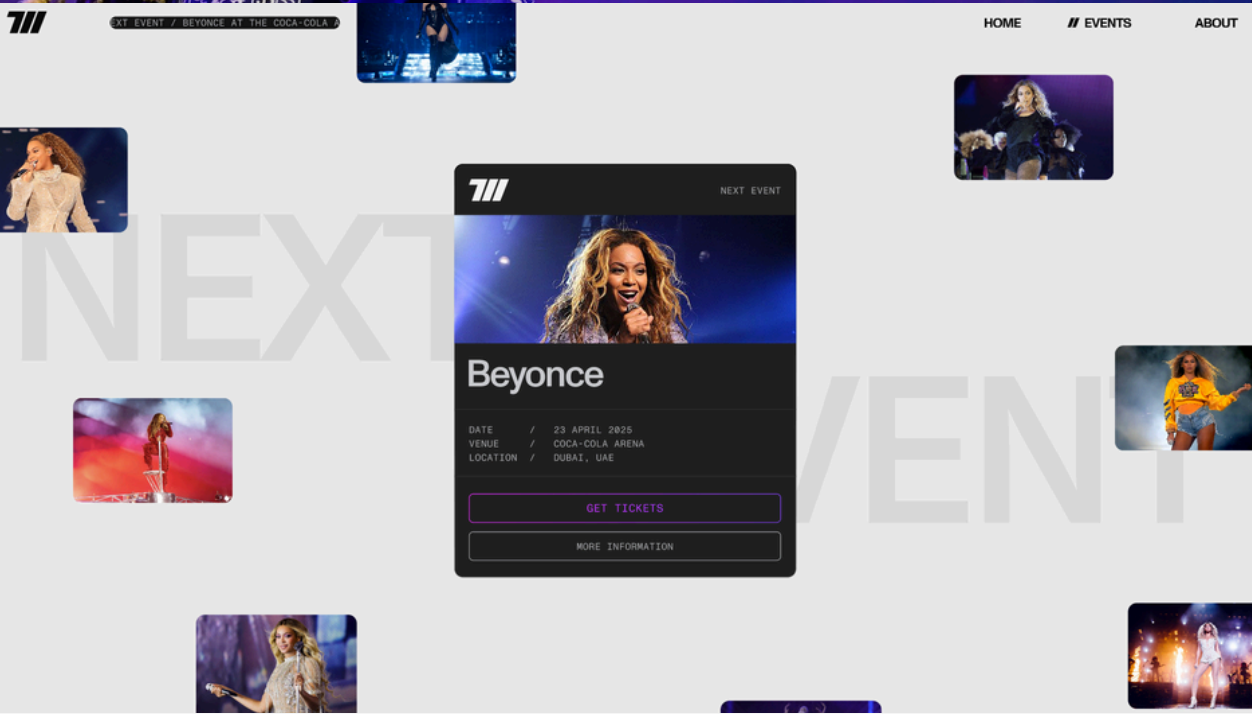 EXT EVENT / BEYONCE AT THE COCA-COLA A
HOME
EVENTS
ABOUT
NEXT
EVENT
NEXT EVENT
Beyonce
DATE / 23 APRIL 2025
VENUE / COCA-COLA ARENA
LOCATION / DUBAI, UAE
GET TICKETS
MORE INFORMATION